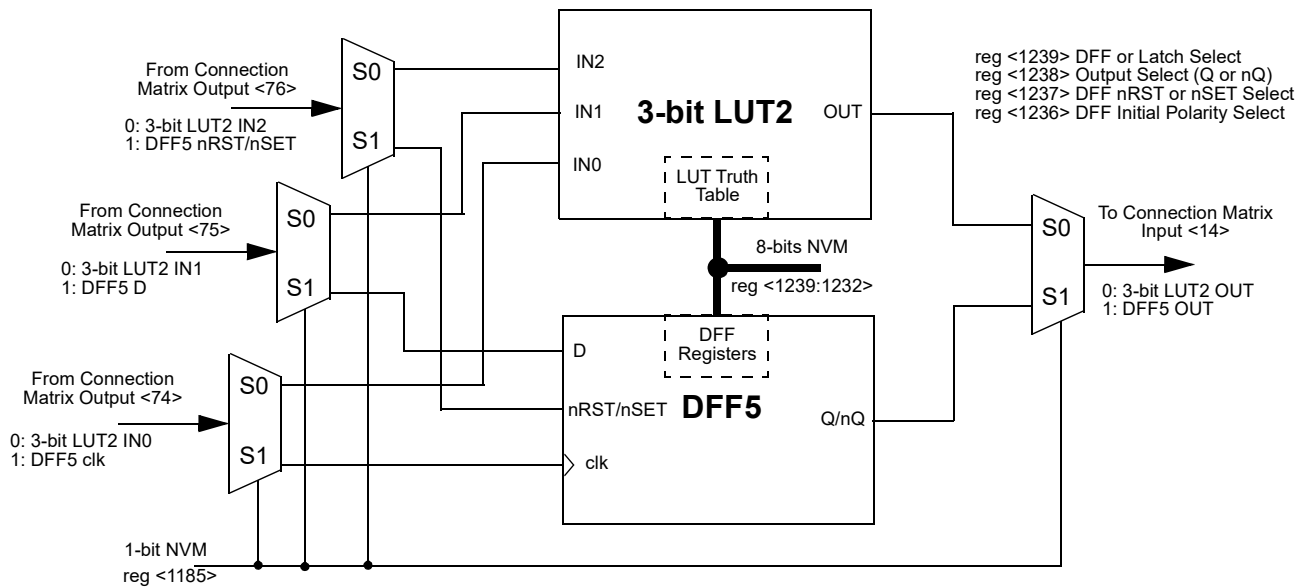 From Connection
Matrix Output <76>
0: 3-bit LUT2 IN2
1: DFF5 nRST/nSET
S0
S1
From Connection
Matrix Output <75>
0: 3-bit LUT2 IN1
1: DFF5 D
S0
S1
From Connection
Matrix Output <74>
0: 3-bit LUT2 IN0
1: DFF5 clk
S0
S1
1-bit NVM
reg <1185>
IN2
IN1
IN0
3-bit LUT2
OUT
LUT Truth
Table
8-bits NVM
reg <1239:1232>
DFF
Registers
D
nRST/nSET
clk
DFF5
Q/nQ
reg <1239> DFF or Latch Select
reg <1238> Output Select (Q or nQ)
reg <1237> DFF nRST or nSET Select
reg <1236> DFF Initial Polarity Select
S0
S1
To Connection Matrix
Input <14>
0: 3-bit LUT2 OUT
1: DFF5 OUT